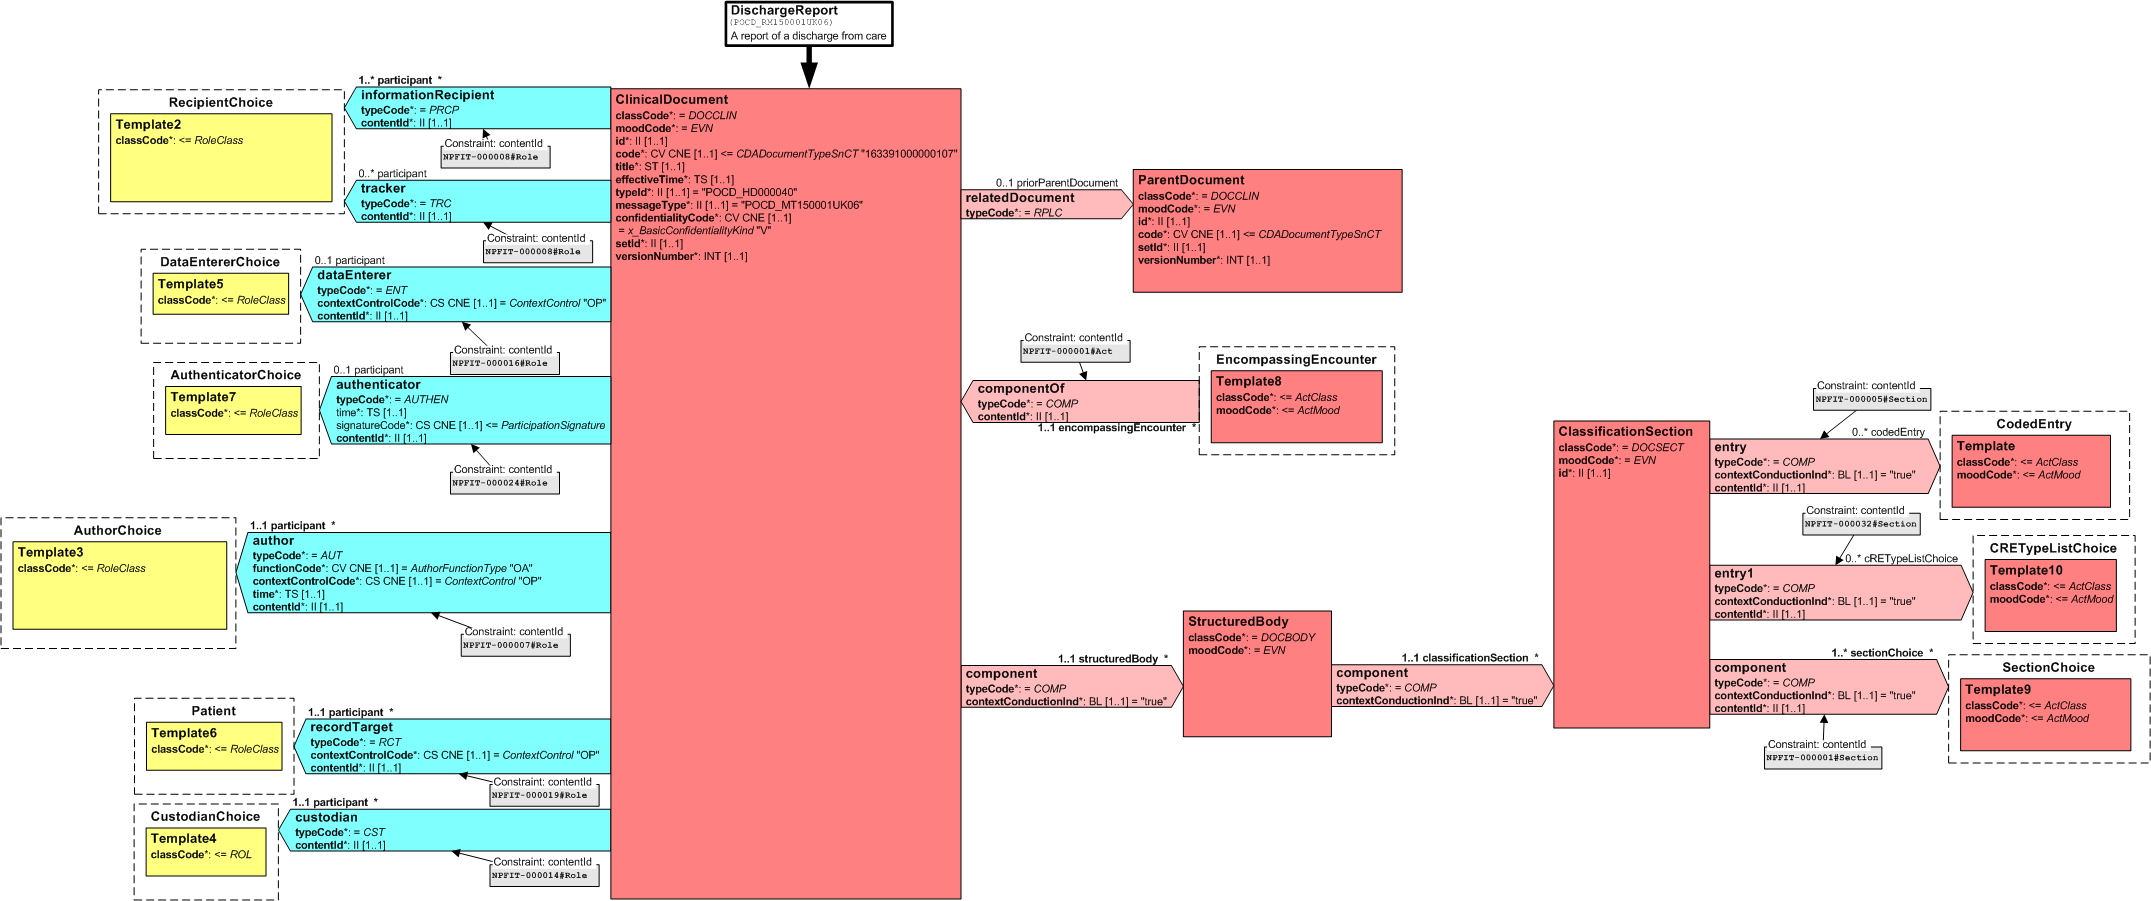 DischargeReport
(POCD_RM150001UK06)
A report of a discharge from care
1..* participant *
informationRecipient
typeCode*: = PRCP
contentId*: II [1..1]
Constraint: contentId
NPFIT-000008#Role
RecipientChoice
Template2
classCode*: <= RoleClass
0..* participant
tracker
typeCode*: = TRC
contentId*: II [1..1]
Constraint: contentId
NPFIT-000008#Role
DataEntererChoice
Template5
classCode*: <= RoleClass
0..1 participant
dataEnterer
typeCode*: = ENT
contextControlCode*: CS CNE [1..1] = ContextControl "OP"
contentId*: II [1..1]
Constraint: contentId
NPFIT-000016#Role
AuthenticatorChoice
Template7
classCode*: <= RoleClass
0..1 participant
authenticator
typeCode*: = AUTHEN
time*: TS [1..1]
signatureCode*: CS CNE [1..1] <= ParticipationSignature
contentId*: II [1..1]
Constraint: contentId
NPFIT-000024#Role
AuthorChoice
Template3
classCode*: <= RoleClass
1..1 participant *
author
typeCode*: = AUT
functionCode*: CV CNE [1..1] = AuthorFunctionType "OA"
contextControlCode*: CS CNE [1..1] = ContextControl "OP"
time*: TS [1..1]
contentId*: II [1..1]
Constraint: contentId
NPFIT-000007#Role
Patient
Template6
classCode*: <= RoleClass
1..1 participant *
recordTarget
typeCode*: = RCT
contextControlCode*: CS CNE [1..1] = ContextControl "OP"
contentId*: II [1..1]
Constraint: contentId
NPFIT-000019#Role
CustodianChoice
Template4
classCode*: <= ROL
1..1 participant *
custodian
typeCode*: = CST
contentId*: II [1..1]
Constraint: contentId
NPFIT-000014#Role
ClinicalDocument
classCode*: = DOCCLIN
moodCode*: = EVN
id*: II [1..1]
code*: CV CNE [1..1] <= CDADocumentTypeSnCT "163391000000107"
title*: ST [1..1]
effectiveTime*: TS [1..1]
typeId*: II [1..1] = "POCD_HD000040"
messageType*: II [1..1] = "POCD_MT150001UK06"
confidentialityCode*: CV CNE [1..1]
= x_BasicConfidentialityKind "V"
setId*: II [1..1]
versionNumber*: INT [1..1]
0..1 priorParentDocument
relatedDocument
typeCode*: = RPLC
ParentDocument
classCode*: = DOCCLIN
moodCode*: = EVN
id*: II [1..1]
code*: CV CNE [1..1] <= CDADocumentTypeSnCT
setId*: II [1..1]
versionNumber*: INT [1..1]
Constraint: contentId
NPFIT-000001#Act
componentOf
typeCode*: = COMP
contentId*: II [1..1]
1..1 encompassingEncounter *
EncompassingEncounter
Template8
classCode*: <= ActClass
moodCode*: <= ActMood
1..1 structuredBody *
component
typeCode*: = COMP
contextConductionInd*: BL [1..1] = "true"
StructuredBody
classCode*: = DOCBODY
moodCode*: = EVN
1..1 classificationSection *
component
typeCode*: = COMP
contextConductionInd*: BL [1..1] = "true"
ClassificationSection
classCode*: = DOCSECT
moodCode*: = EVN
id*: II [1..1]
Constraint: contentId
NPFIT-000005#Section
0..* codedEntry
entry
typeCode*: = COMP
contextConductionInd*: BL [1..1] = "true"
contentId*: II [1..1]
CodedEntry
Template
classCode*: <= ActClass
moodCode*: <= ActMood
Constraint: contentId
NPFIT-000032#Section
0..* cRETypeListChoice
entry1
typeCode*: = COMP
contextConductionInd*: BL [1..1] = "true"
contentId*: II [1..1]
CRETypeListChoice
Template10
classCode*: <= ActClass
moodCode*: <= ActMood
1..* sectionChoice *
component
typeCode*: = COMP
contextConductionInd*: BL [1..1] = "true"
contentId*: II [1..1]
Constraint: contentId
NPFIT-000001#Section
SectionChoice
Template9
classCode*: <= ActClass
moodCode*: <= ActMood